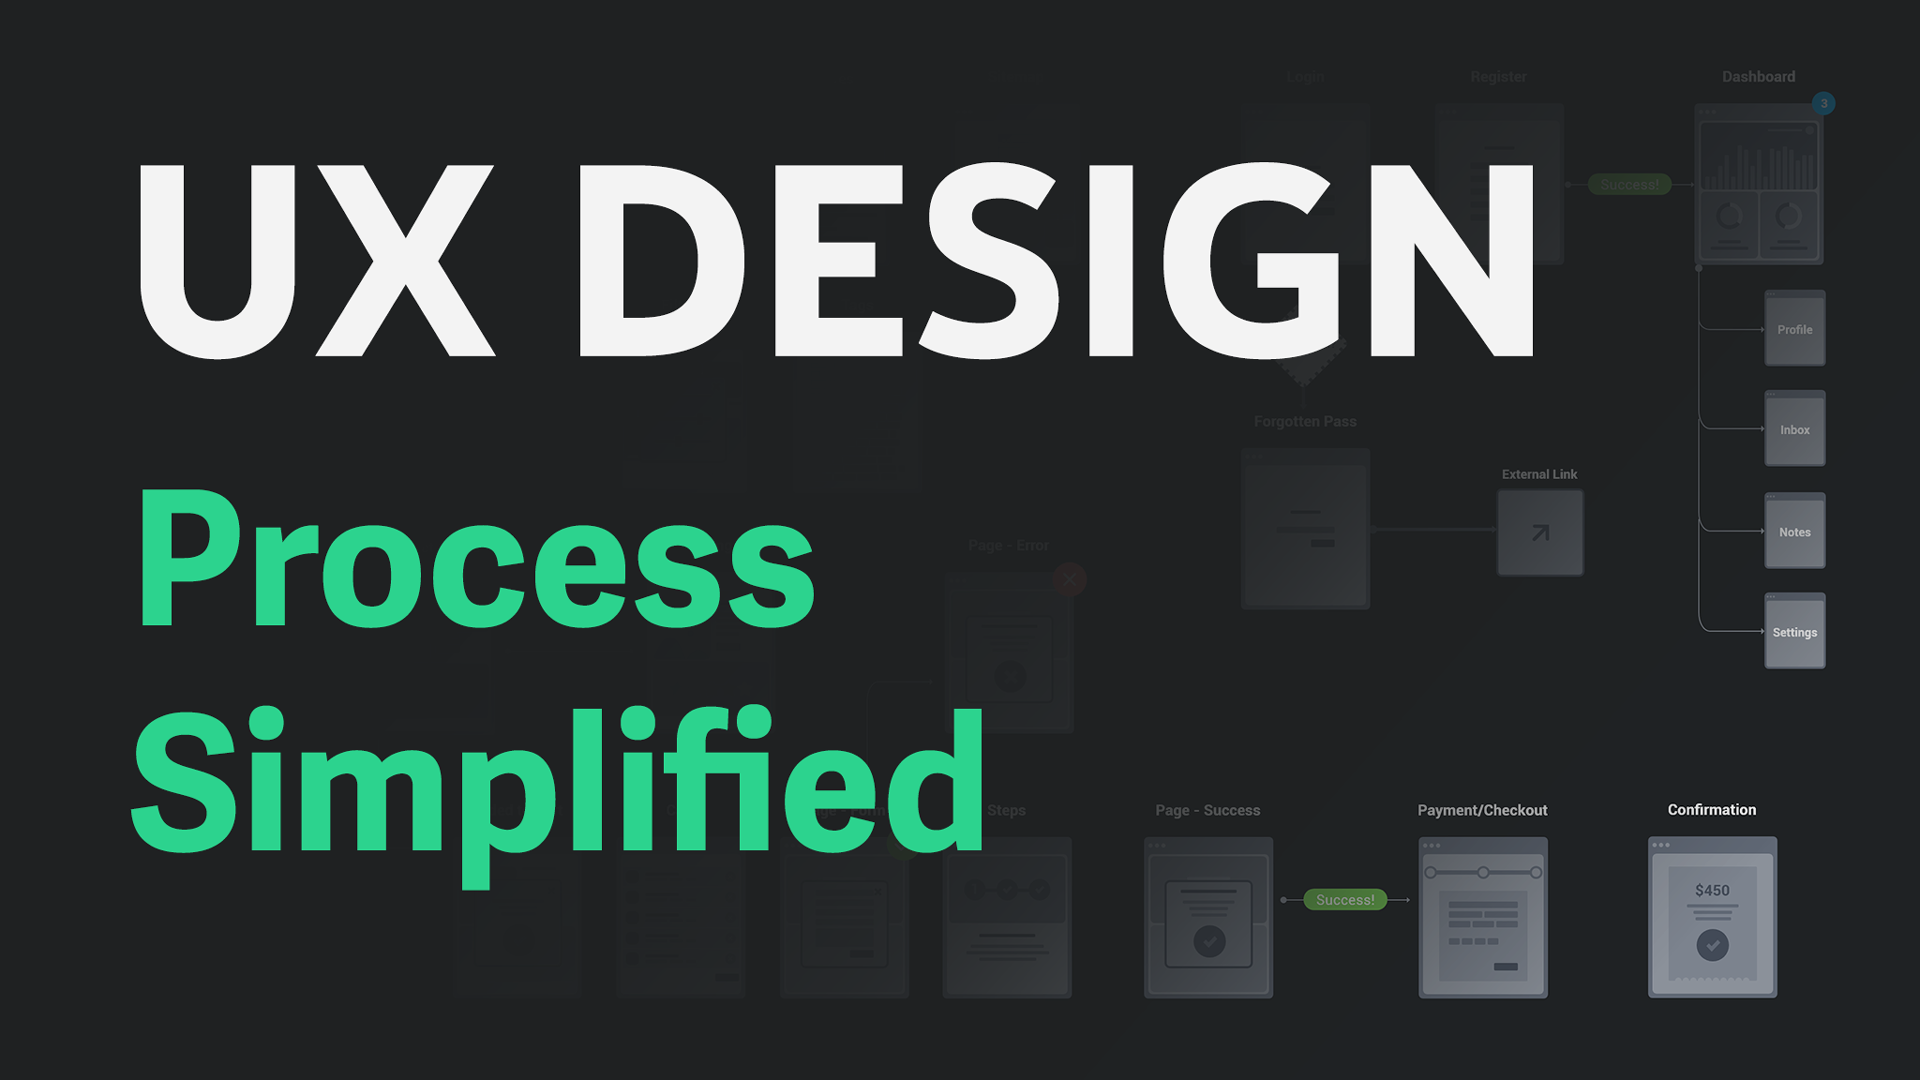 UX DESIGN
Process
Simplified
Login
Register
Dashboard
3
Success!
Profile
Inbox
Notes
Settings
Forgotten Pass
External Link
Page - Error
Steps
Page - Success
Success!
Payment/Checkout
Confirmation
$450